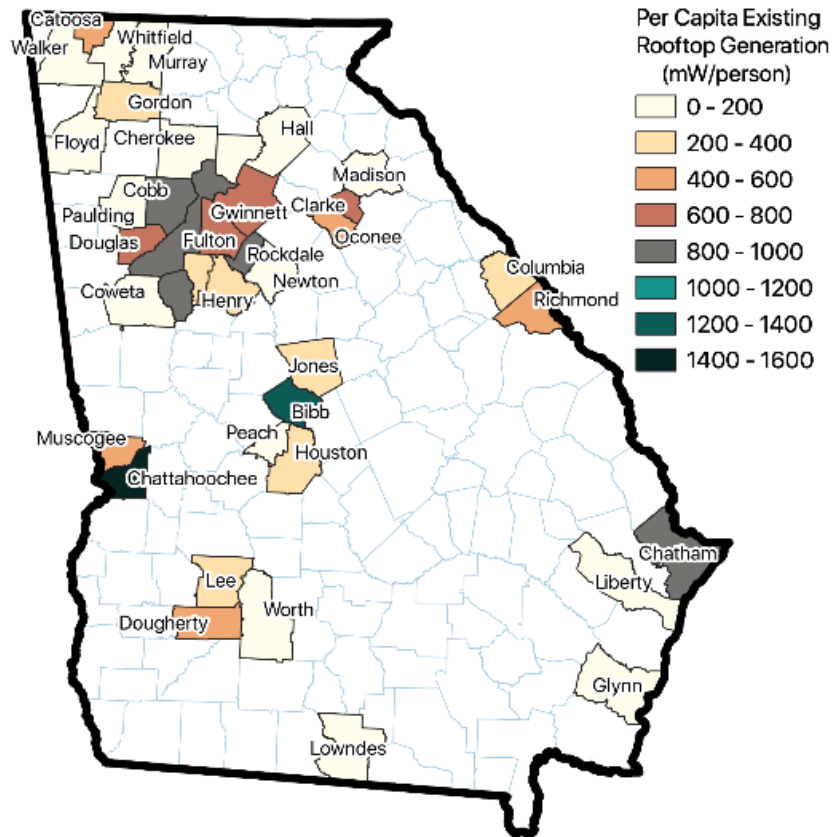 Per Capita Existing
Rooftop Generation
(mW/person)
0 - 200
200 - 400
400 - 600
600 - 800
800 - 1000
1000 - 1200
1200 - 1400
1400 - 1600
Catoosa
Walker
Whitfield
Murray
Gordon
Floyd
Cherokee
Hall
Madison
Cobb
Paulding
Gwinnett
Clarke
Douglas
Fulton
Oconee
Rockdale
Newton
Coweta
Henry
Columbia
Richmond
Jones
Bibb
Peach
Muscogee
Houston
Chattahoochee
Chatham
Lee
Liberty
Worth
Dougherty
Glynn
Lowndes